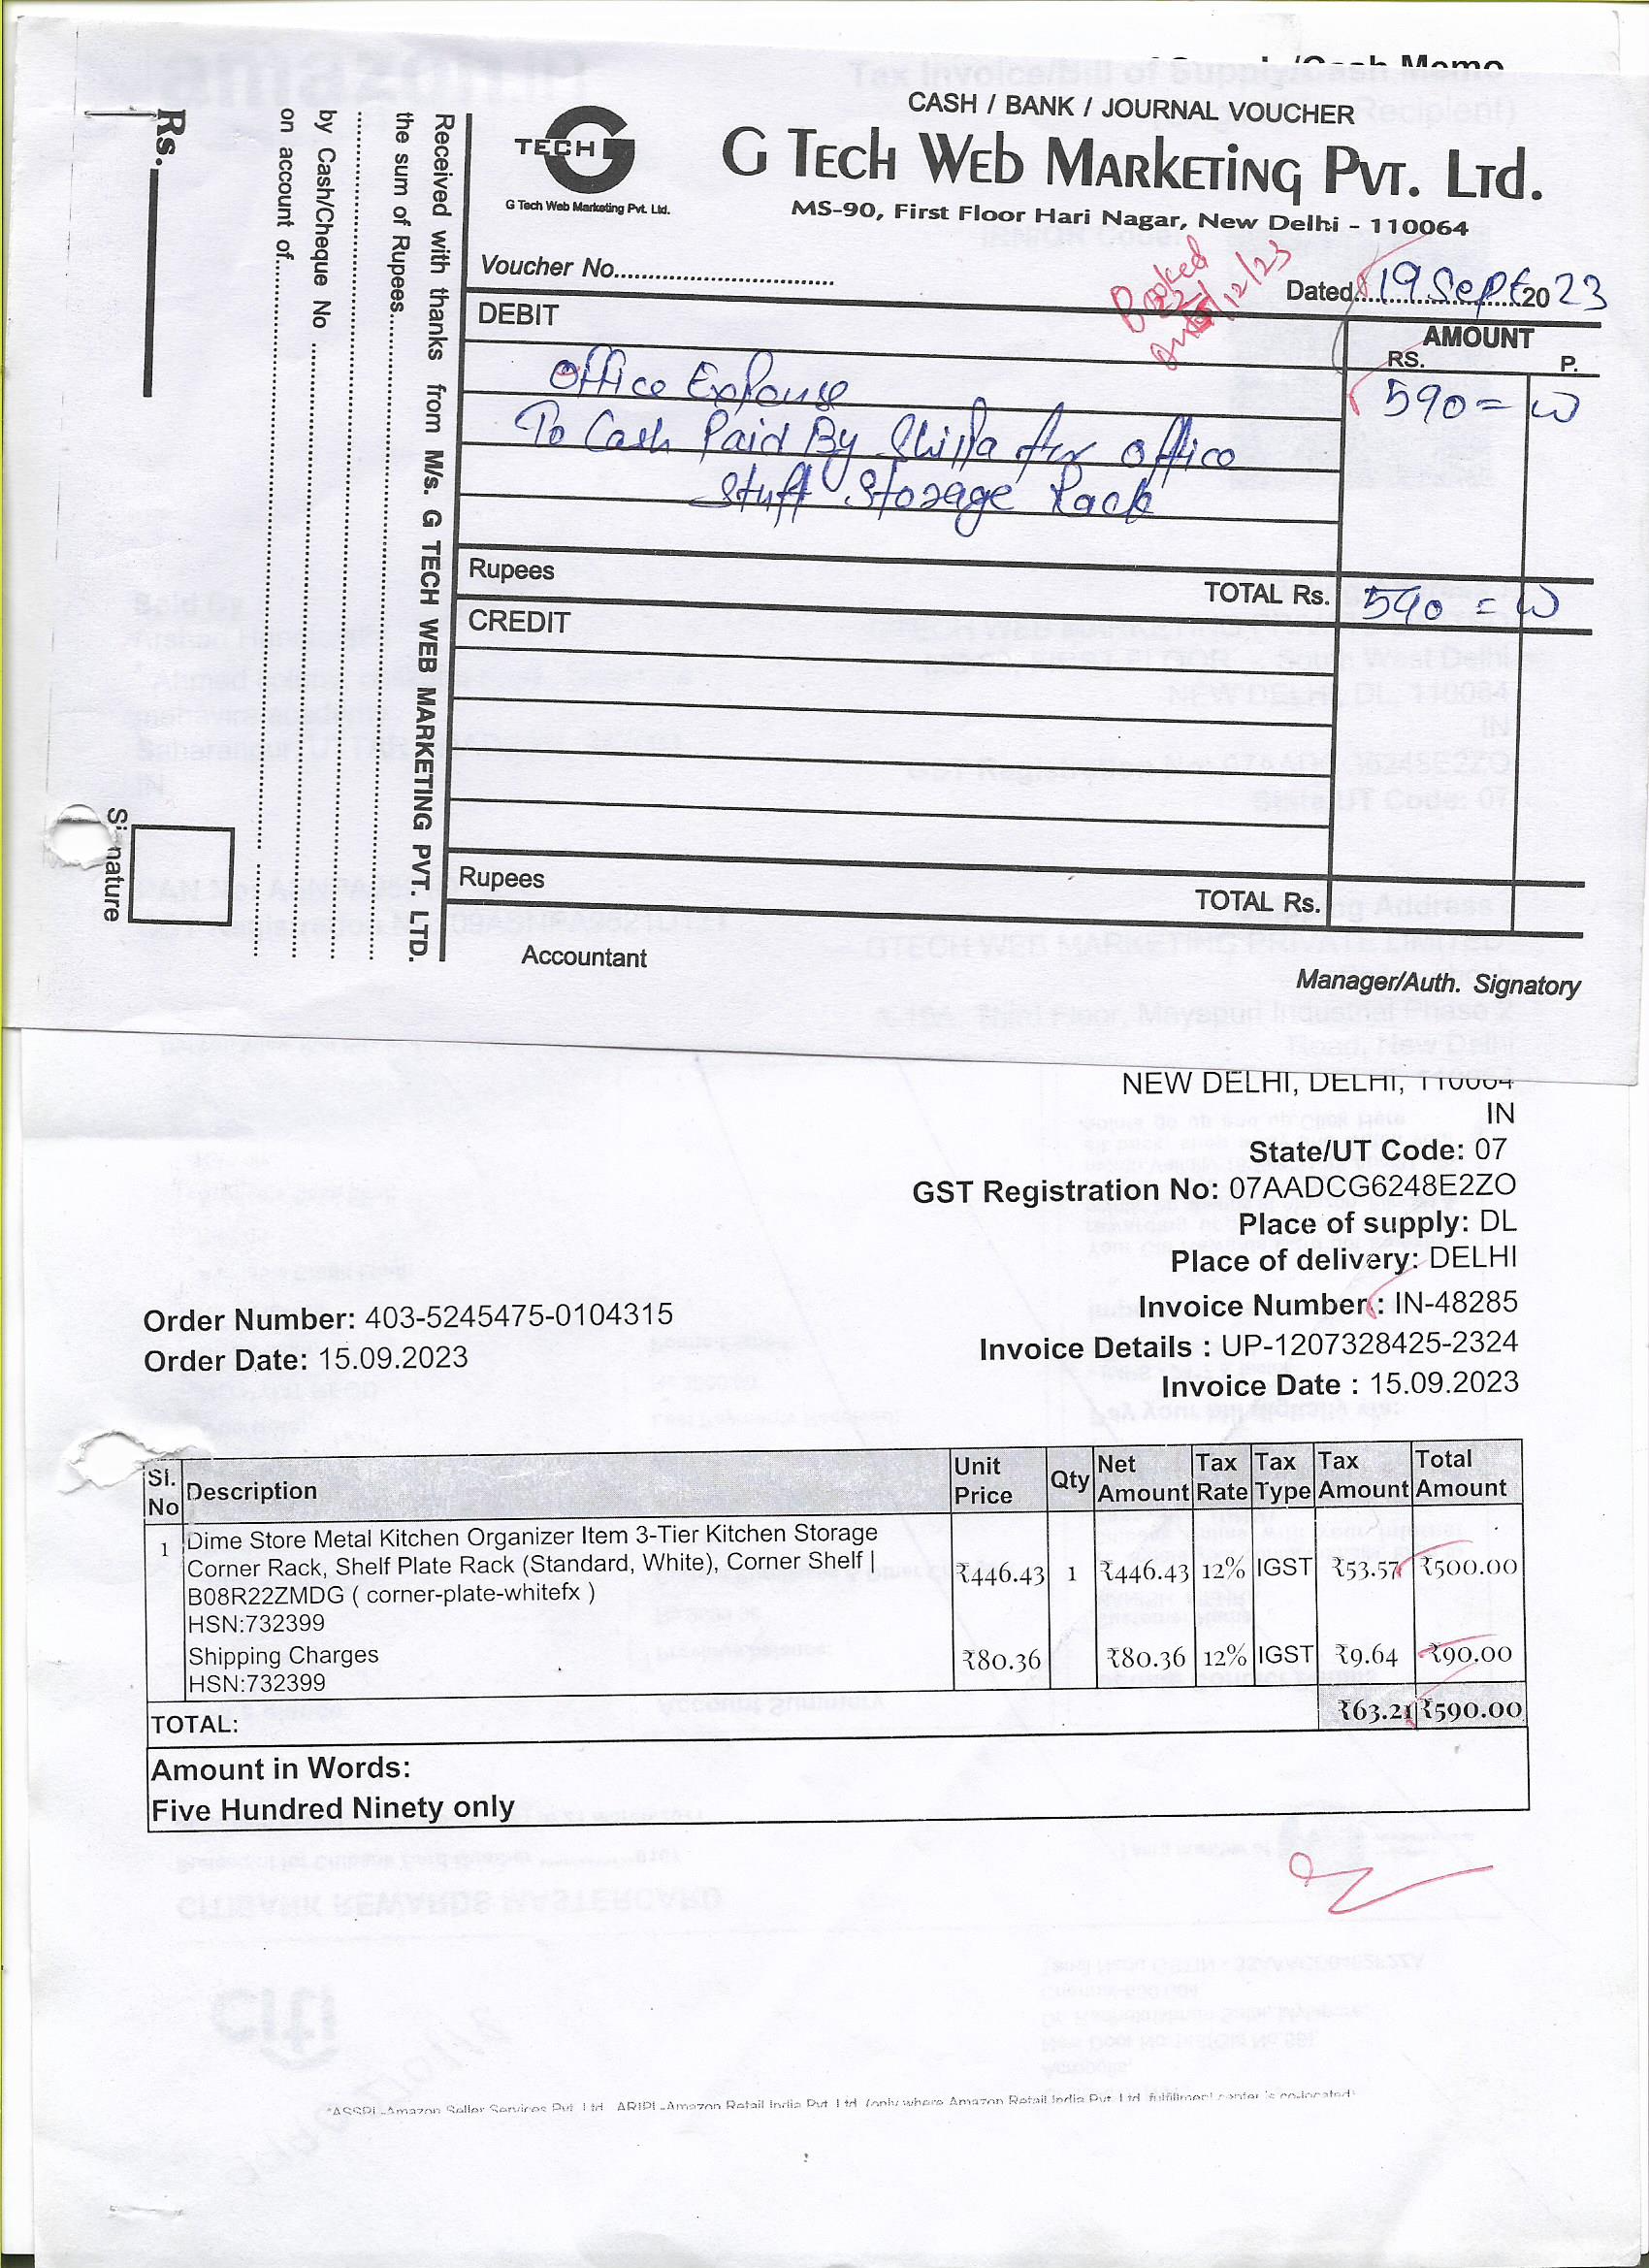 CASH / BANK / JOURNAL VOUCHER
TECH
G Tech Web Marketing Pvt. Ltd.
G TECH WEB MARKETING PVT. LTD.
MS-90, First Floor Hari Nagar, New Delhi - 110064
Voucher No.
Booked
12/23
Dated 19 Sept 2023
DEBIT
AMOUNT
RS. P.
Office Expense
590=
To Cash Paid By Shilpa for office
Stuff Storage Rack
Rupees
TOTAL Rs. 590=
CREDIT
Rupees
TOTAL Rs.
Accountant
Manager/Auth. Signatory
Received with thanks from M/s. G TECH WEB MARKETING PVT. LTD.
the sum of Rupees
by Cash/Cheque No
on account of
Rs.
Signature
NEW DELHI, DELHI, 110064
IN
State/UT Code: 07
GST Registration No: 07AADCG6248E2ZO
Place of supply: DL
Place of delivery: DELHI
Order Number: 403-5245475-0104315
Invoice Number : IN-48285
Order Date: 15.09.2023
Invoice Details : UP-1207328425-2324
Invoice Date : 15.09.2023
Sl. No Description Unit Price Qty Net Amount Tax Rate Tax Type Tax Amount Total Amount
1 Dime Store Metal Kitchen Organizer Item 3-Tier Kitchen Storage
Corner Rack, Shelf Plate Rack (Standard, White), Corner Shelf | ₹446.43 1 ₹446.43 12% IGST ₹53.57 ₹500.00
B08R22ZMDG ( corner-plate-whitefx )
HSN:732399
Shipping Charges ₹80.36 ₹80.36 12% IGST ₹9.64 ₹90.00
HSN:732399
TOTAL: ₹63.21 ₹590.00
Amount in Words:
Five Hundred Ninety only
*ASSPL-Amazon Seller Services Pvt. Ltd., ARIPL-Amazon Retail India Pvt. Ltd. (only where Amazon Retail India Pvt. Ltd. fulfillment center is co-located)